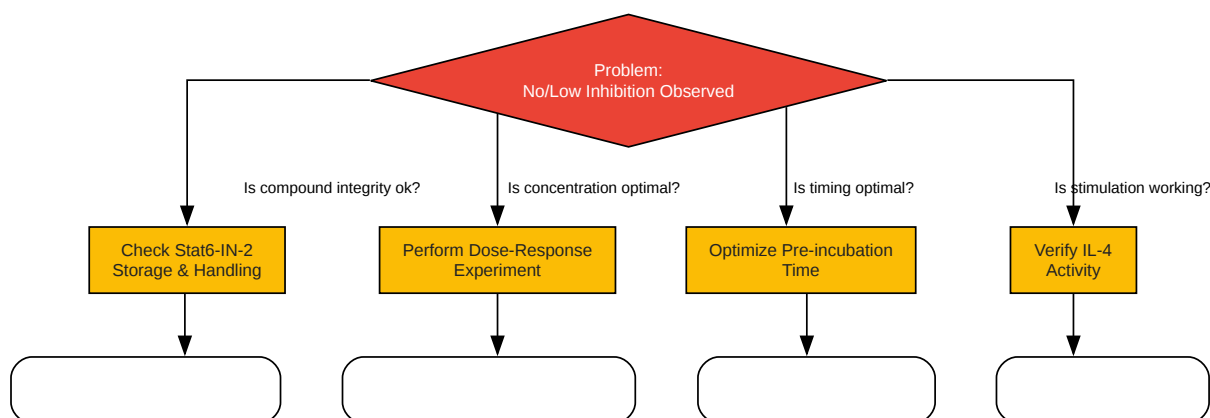 Problem:
No/Low Inhibition Observed
Is compound integrity ok?
Is concentration optimal?
Is timing optimal?
Is stimulation working?
Check Stat6-IN-2
Storage & Handling
Perform Dose-Response
Experiment
Optimize Pre-incubation
Time
Verify IL-4
Activity